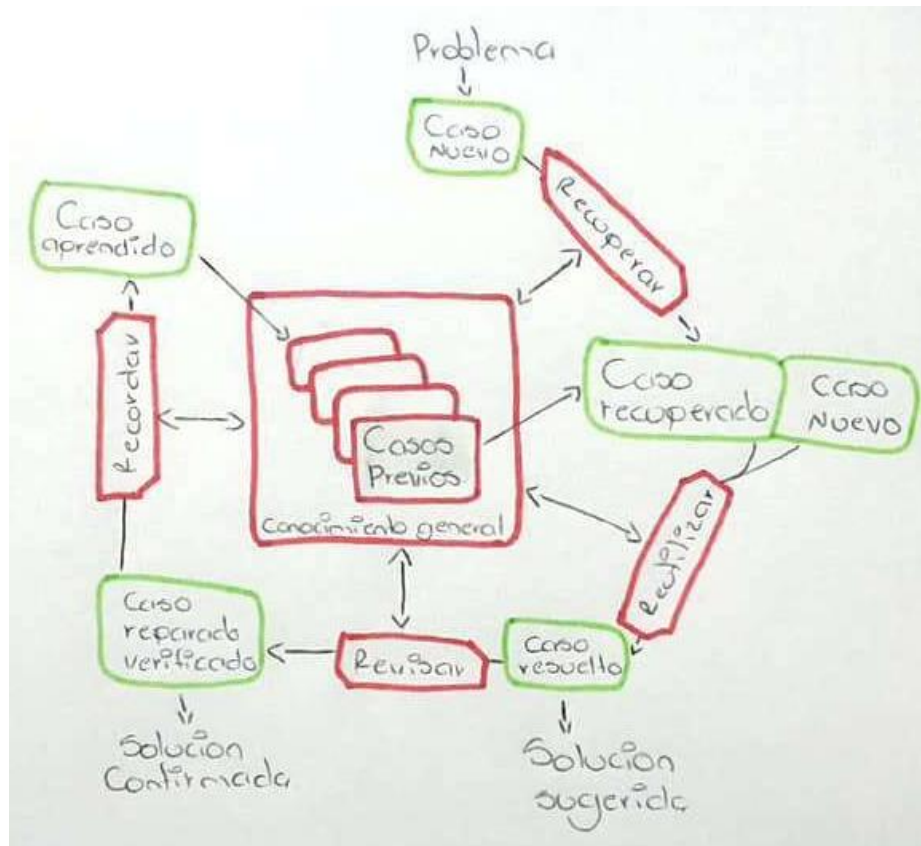 Problema
Caso
Nuevo
Recuperar
Caso
aprendido
Recordar
Casos
Previos
Conocimiento general
Caso
recuperado
Caso
Nuevo
Reutilizar
Caso
reparado
verificado
Revisar
Caso
resuelto
Solucion
Confirmada
Solucion
sugerida